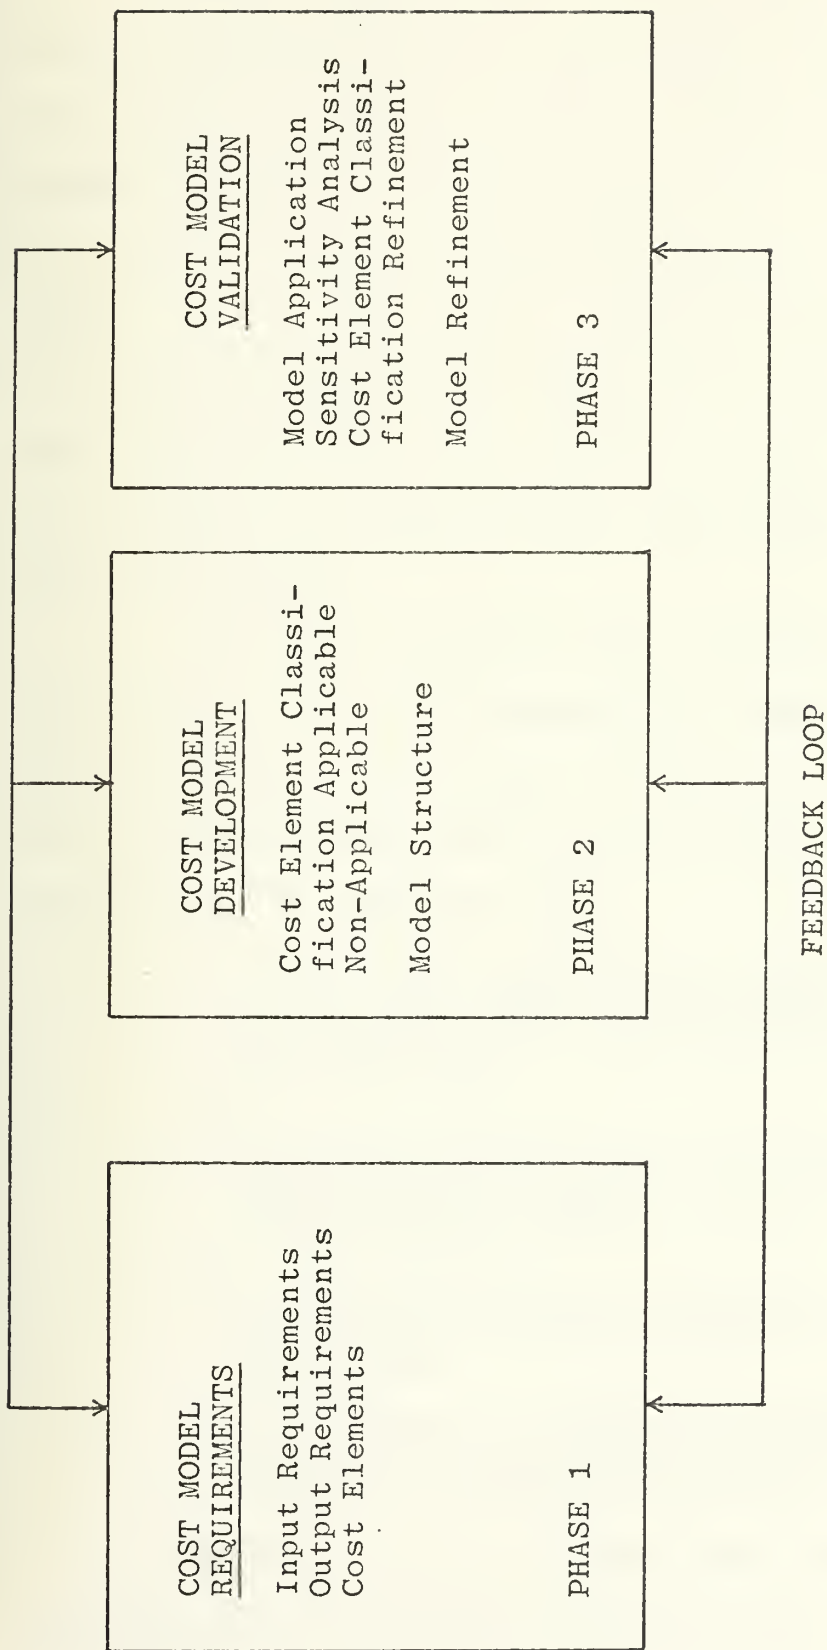 COST MODEL
REQUIREMENTS
Input Requirements
Output Requirements
Cost Elements
PHASE 1
COST MODEL
DEVELOPMENT
Cost Element Classi-
fication Applicable
Non-Applicable
Model Structure
PHASE 2
COST MODEL
VALIDATION
Model Application
Sensitivity Analysis
Cost Element Classi-
fication Refinement
Model Refinement
PHASE 3
FEEDBACK LOOP